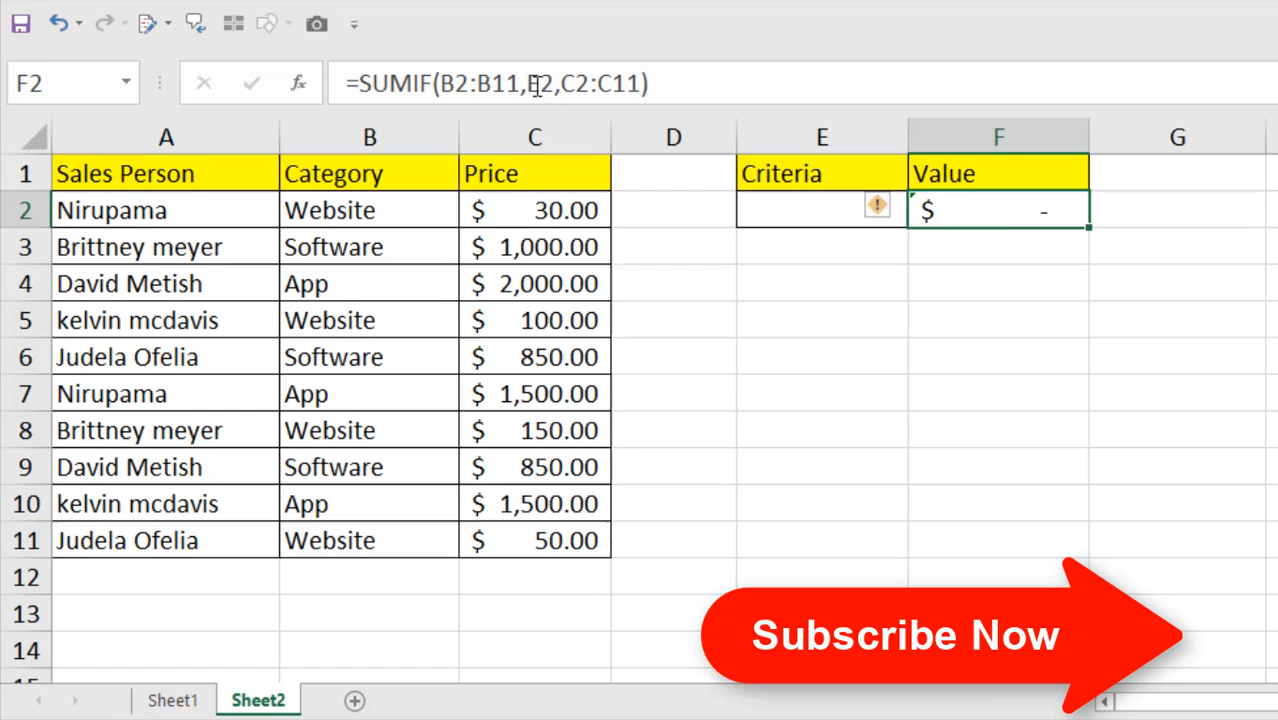 F2 fx =SUMIF(B2:B11,E2,C2:C11)
A B C D E F G
1 Sales Person Category Price Criteria Value
2 Nirupama Website $ 30.00 ! $ -
3 Brittney meyer Software $ 1,000.00
4 David Metish App $ 2,000.00
5 kelvin mcdavis Website $ 100.00
6 Judela Ofelia Software $ 850.00
7 Nirupama App $ 1,500.00
8 Brittney meyer Website $ 150.00
9 David Metish Software $ 850.00
10 kelvin mcdavis App $ 1,500.00
11 Judela Ofelia Website $ 50.00
12
13
14
15
Subscribe Now
Sheet1 Sheet2